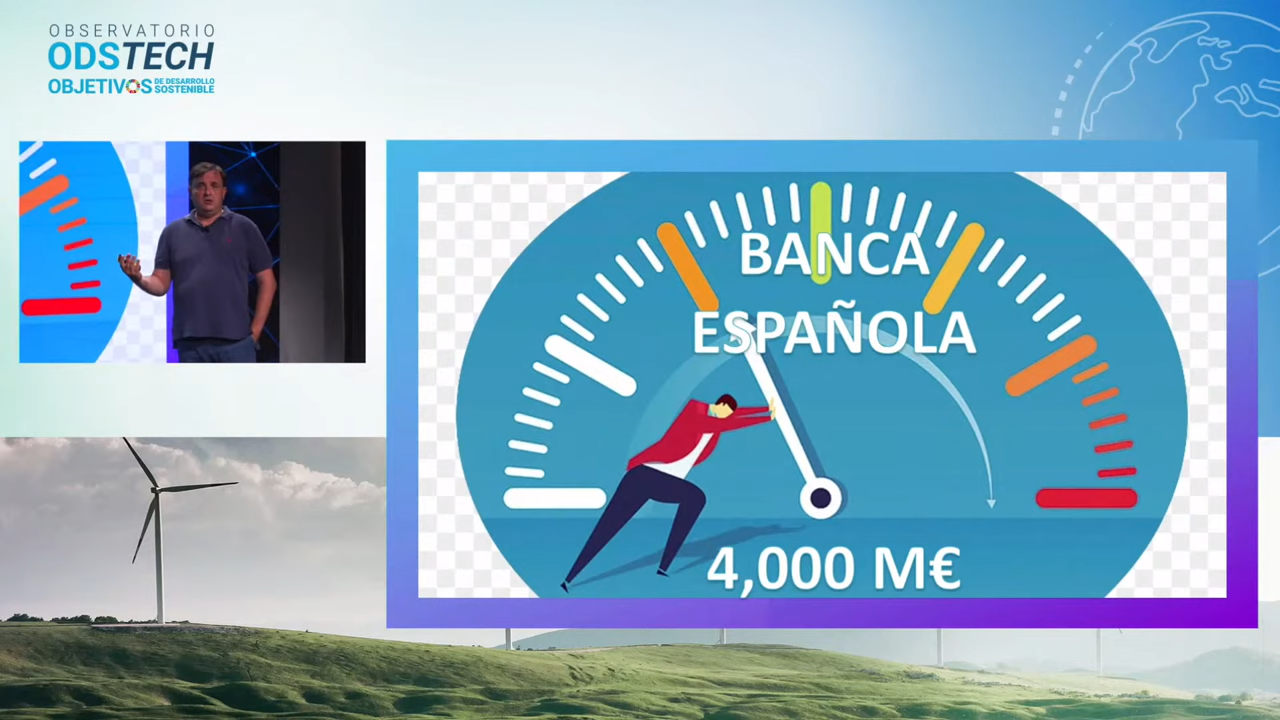 OBSERVATORIO
ODSTECH
OBJETIVOS DE DESARROLLO
SOSTENIBLE
BANCA
ESPAÑOLA
4,000 M€